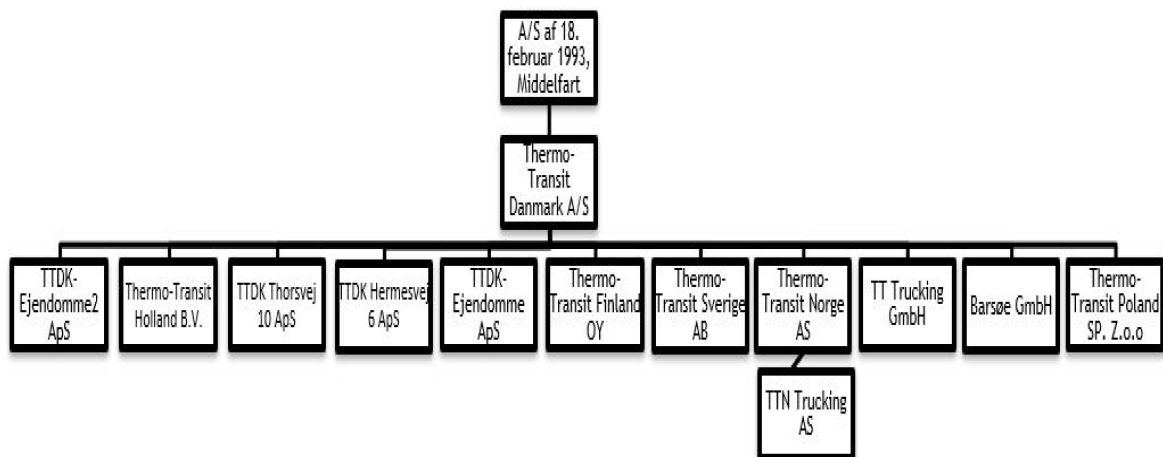 A/S af 18.
februar 1993,
Middelfart
Thermo-
Transit
Danmark A/S
TTDK-
Ejendomme2
ApS
Thermo-Transit
Holland B.V.
TTDK Thorsvej
10 ApS
TTDK Hermesvej
6 ApS
TTDK-
Ejendomme
ApS
Thermo-
Transit Finland
OY
Thermo-
Transit Sverige
AB
Thermo-
Transit Norge
AS
TT Trucking
GmbH
Barsøe GmbH
Thermo-
Transit Poland
SP. Z.o.o
TTN Trucking
AS